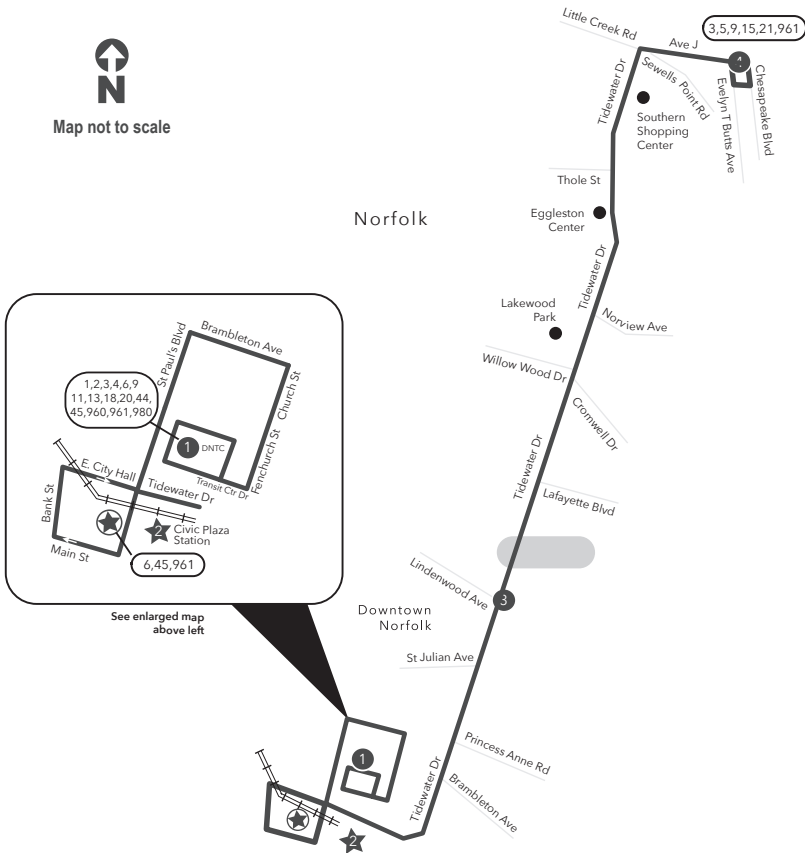 Little Creek Rd
Ave J
3,5,9,15,21,961
4
N
Map not to scale
Tidewater Dr
Sewells Point Rd
Evelyn T Butts Ave
Chesapeake Blvd
Southern
Shopping
Center
Thole St
Norfolk
Eggleston
Center
Tidewater Dr
Lakewood
Park
Norview Ave
Willow Wood Dr
Cromwell Dr
Tidewater Dr
Lafayette Blvd
St Paul's Blvd
Brambleton Ave
Church St
Fenchurch St
1,2,3,4,6,9
11,13,18,20,44,
45,960,961,980
1
DNTC
Transit Ctr Dr
E. City Hall
Tidewater Dr
Bank St
2
Civic Plaza
Station
Main St
6,45,961
See enlarged map
above left
Lindenwood Ave
3
Downtown
Norfolk
St Julian Ave
Princess Anne Rd
1
Tidewater Dr
Brambleton Ave
2